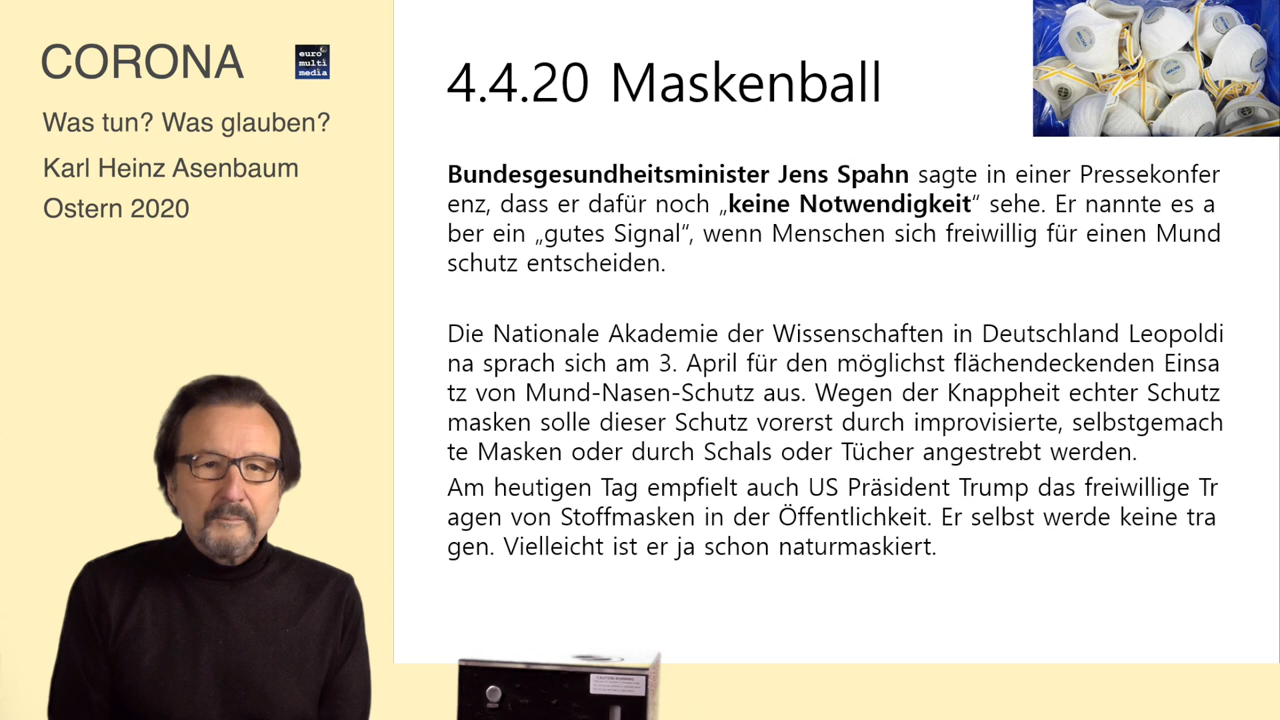 CORONA
euro
multi
media
Was tun? Was glauben?
Karl Heinz Asenbaum
Ostern 2020
4.4.20 Maskenball
Bundesgesundheitsminister Jens Spahn sagte in einer Pressekonfer
enz, dass er dafür noch „keine Notwendigkeit“ sehe. Er nannte es a
ber ein „gutes Signal“, wenn Menschen sich freiwillig für einen Mund
schutz entscheiden.
Die Nationale Akademie der Wissenschaften in Deutschland Leopoldi
na sprach sich am 3. April für den möglichst flächendeckenden Einsa
tz von Mund-Nasen-Schutz aus. Wegen der Knappheit echter Schutz
masken solle dieser Schutz vorerst durch improvisierte, selbstgemach
te Masken oder durch Schals oder Tücher angestrebt werden.
Am heutigen Tag empfielt auch US Präsident Trump das freiwillige Tr
agen von Stoffmasken in der Öffentlichkeit. Er selbst werde keine tra
gen. Vielleicht ist er ja schon naturmaskiert.